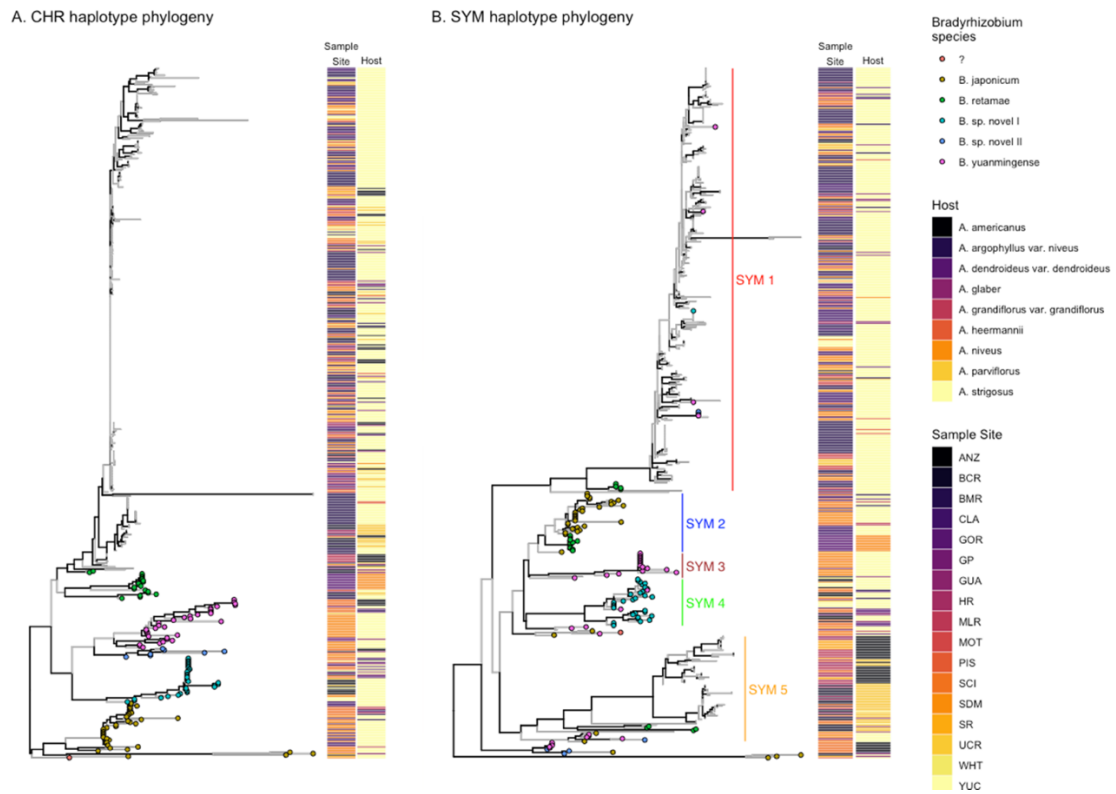 A. CHR haplotype phylogeny
B. SYM haplotype phylogeny
Sample
Site
Host
Sample
Site
Host
SYM 1
SYM 2
SYM 3
SYM 4
SYM 5
Bradyrhizobium
species
?
B. japonicum
B. retamae
B. sp. novel I
B. sp. novel II
B. yuanmingense
Host
A. americanus
A. argophyllus var. niveus
A. dendroideus var. dendroideus
A. glaber
A. grandiflorus var. grandiflorus
A. heermannii
A. niveus
A. parviflorus
A. strigosus
Sample Site
ANZ
BCR
BMR
CLA
GOR
GP
GUA
HR
MLR
MOT
PIS
SCI
SDM
SR
UCR
WHT
YUC